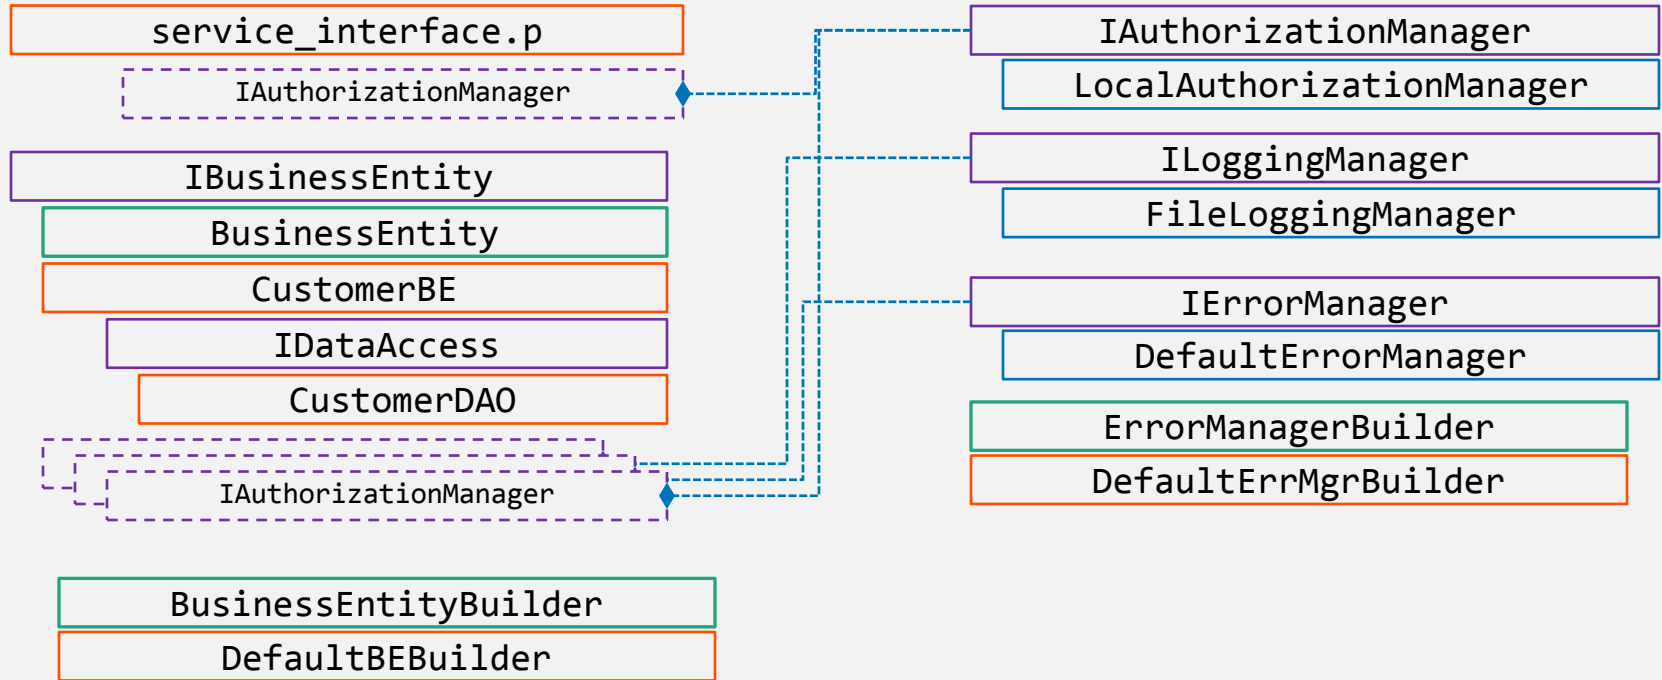 service_interface.p
IAuthorizationManager
IBusinessEntity
BusinessEntity
CustomerBE
IDataAccess
CustomerDAO
IAuthorizationManager
BusinessEntityBuilder
DefaultBEBuilder
IAuthorizationManager
LocalAuthorizationManager
ILoggingManager
FileLoggingManager
IErrorManager
DefaultErrorManager
ErrorManagerBuilder
DefaultErrMgrBuilder